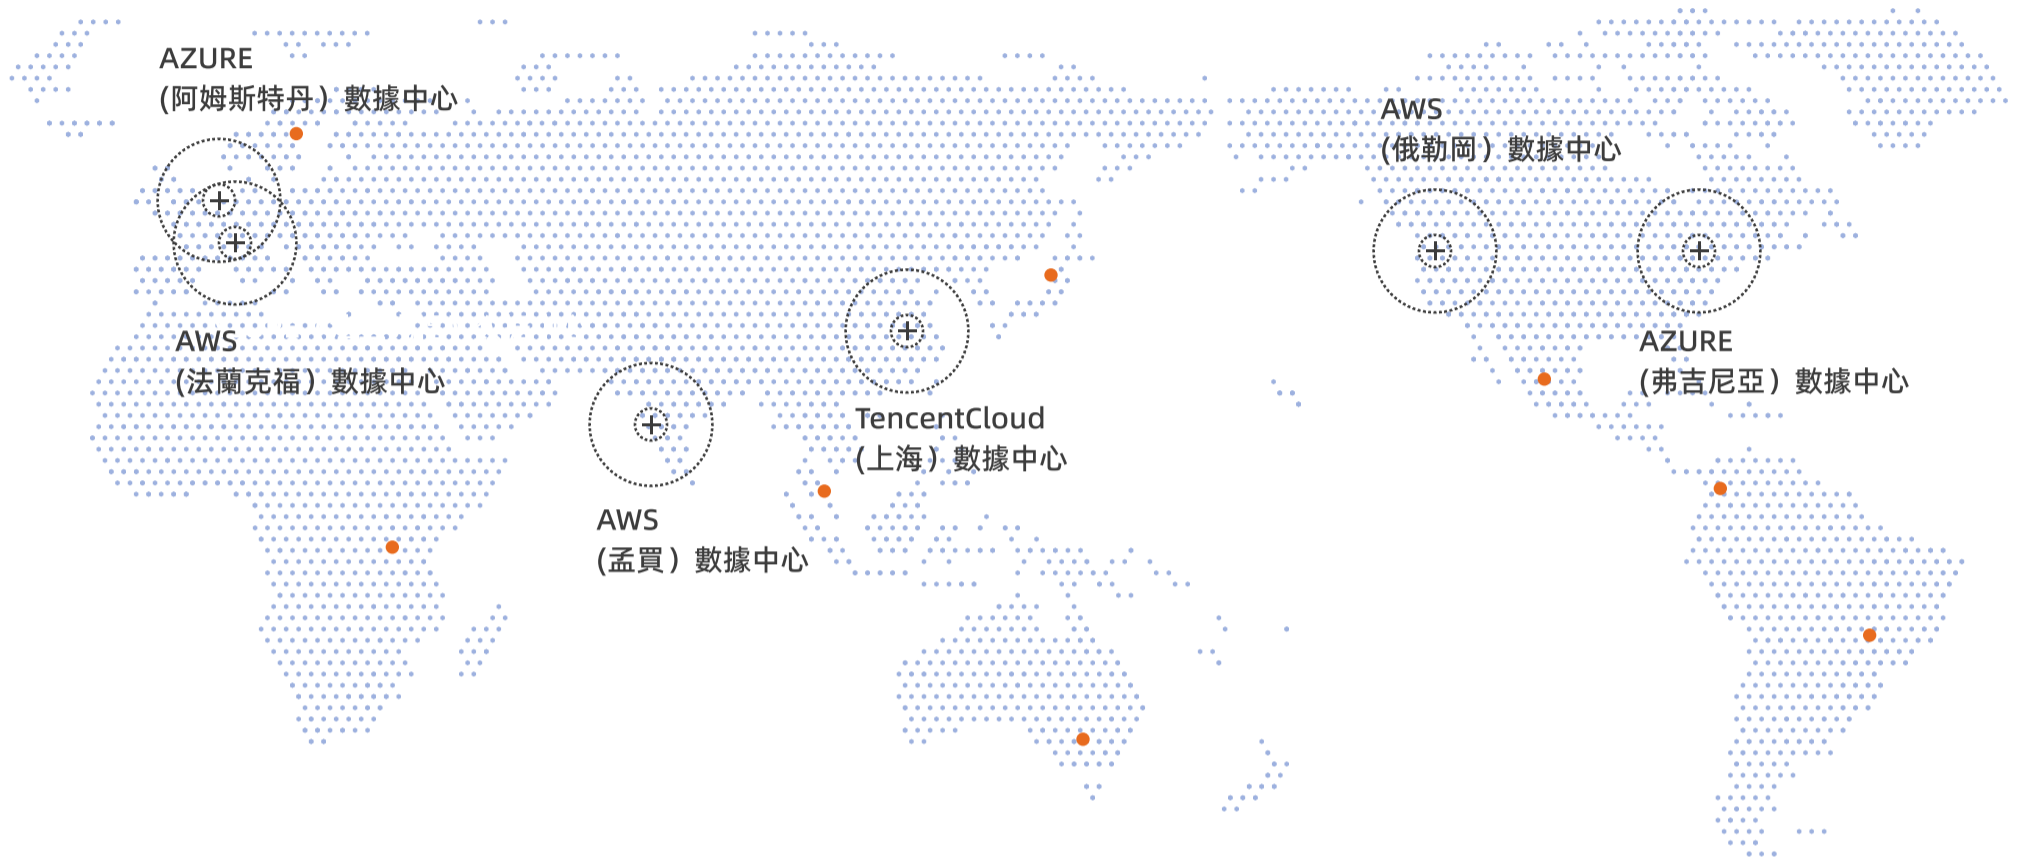 AZURE
(阿姆斯特丹）數據中心
AWS
(法蘭克福）數據中心
AWS
(孟買）數據中心
TencentCloud
(上海）數據中心
AWS
(俄勒岡）數據中心
AZURE
(弗吉尼亞）數據中心